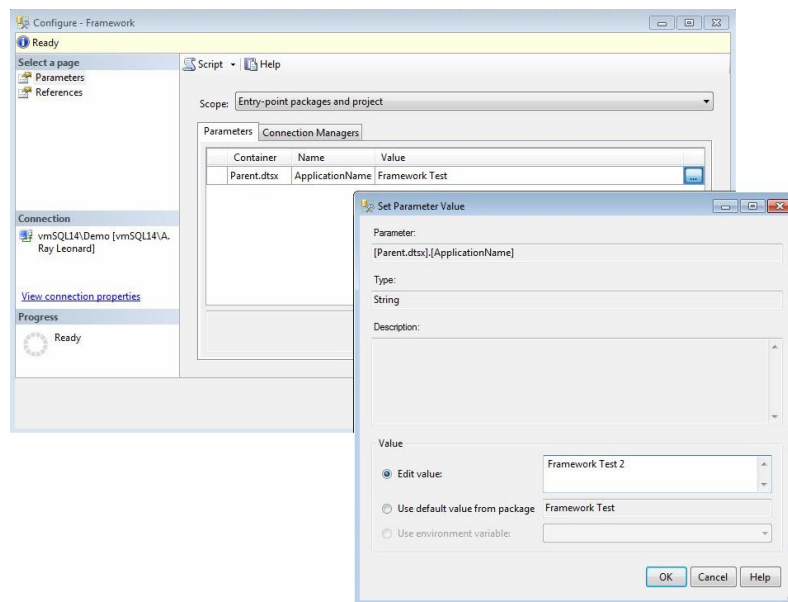 Configure - Framework
Ready
Select a page
Parameters
References
Script
Help
Scope: Entry-point packages and project
Parameters Connection Managers
Container Name Value
Parent.dtsx ApplicationName Framework Test ...
Connection
vmSQL14\Demo [vmSQL14\A.
Ray Leonard]
View connection properties
Progress
Ready
Set Parameter Value
Parameter:
[Parent.dtsx].[ApplicationName]
Type:
String
Description:
Value
Edit value: Framework Test 2
Use default value from package Framework Test
Use environment variable:
OK Cancel Help